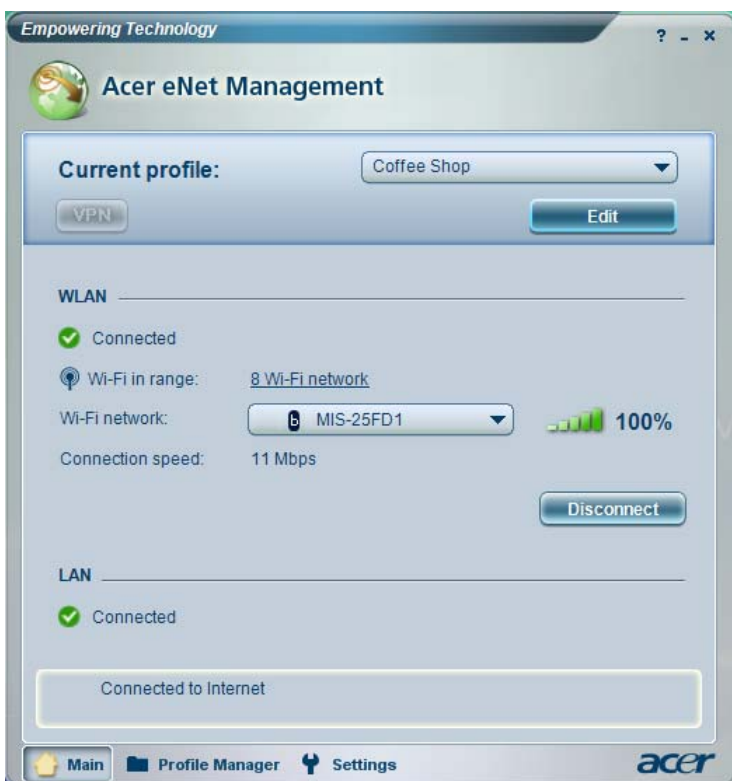 Empowering Technology
? - x
Acer eNet Management
Current profile:
Coffee Shop
VPN
Edit
WLAN
Connected
Wi-Fi in range:
8 Wi-Fi network
Wi-Fi network:
b MIS-25FD1
100%
Connection speed:
11 Mbps
Disconnect
LAN
Connected
Connected to Internet
Main
Profile Manager
Settings
acer